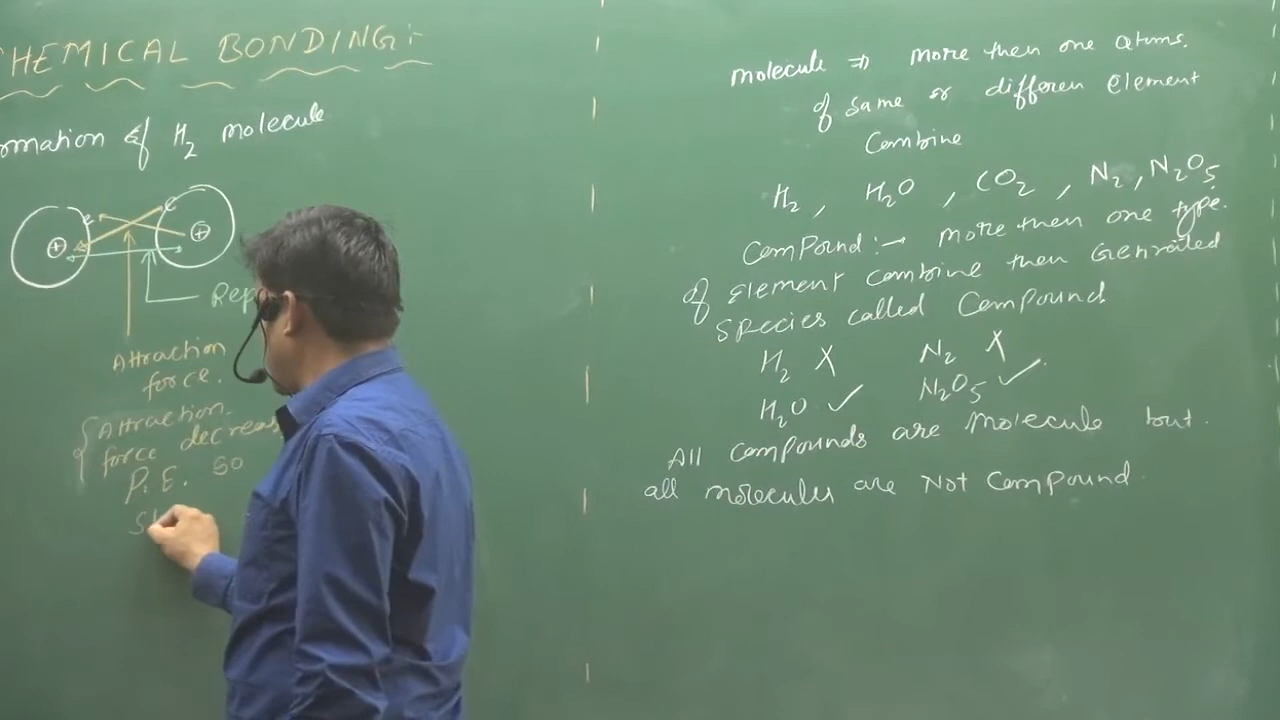 HEMICAL BONDING :-
ormation of H2 molecule
e
e
+
+
Rep
Attraction
force.
Attraction
force decreas
P.E. so
molecule ⇒ more then one atoms.
of same or differen element
Combine
H2, H2O, CO2, N2, N2O5
Compound :→ more then one type.
of element combine then
species called Compound
H2 X N2 X
H2O ✓ N2O5 ✓
All compounds are molecule but.
all molecules are Not Compound.